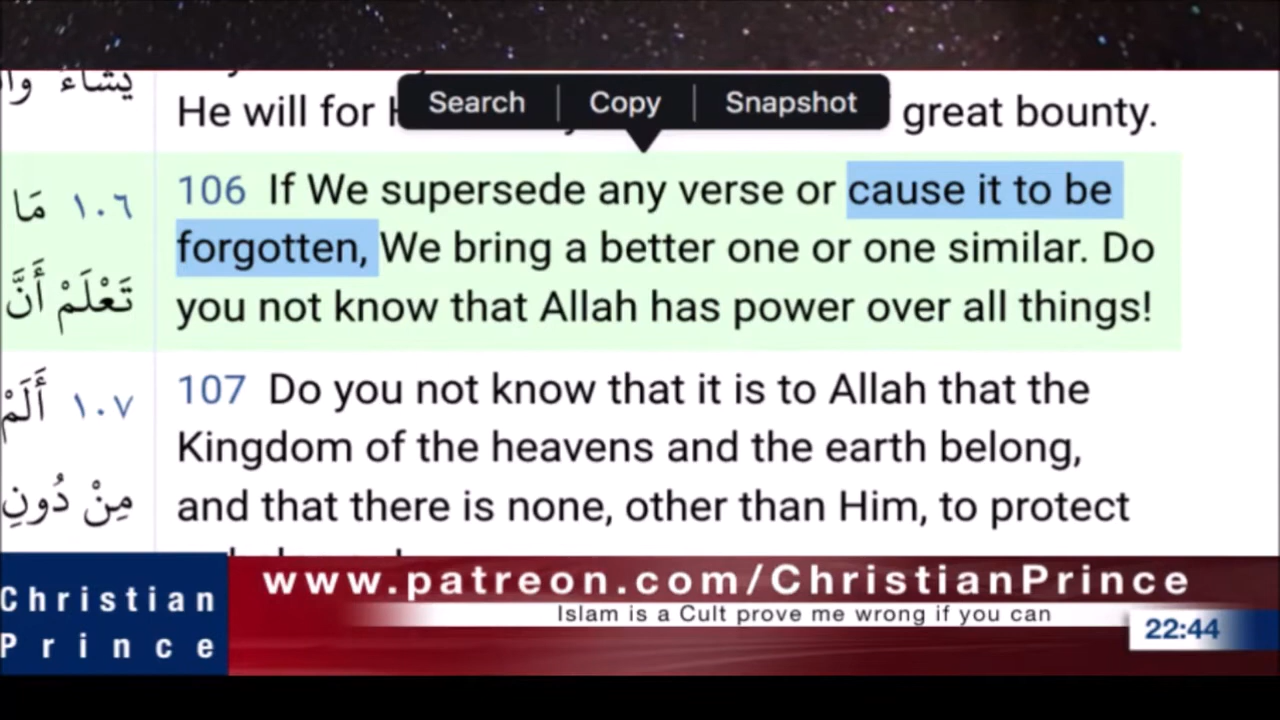 يَشَاءُ
Search Copy Snapshot
He will for great bounty.
١٠٦ مَا
106 If We supersede any verse or cause it to be
forgotten, We bring a better one or one similar. Do
تَعْلَمْ أَنَّ
you not know that Allah has power over all things!
١٠٧ أَلَمْ
107 Do you not know that it is to Allah that the
Kingdom of the heavens and the earth belong,
مِنْ دُونِ
and that there is none, other than Him, to protect
Christian
Prince
www.patreon.com/ChristianPrince
Islam is a Cult prove me wrong if you can
22:44